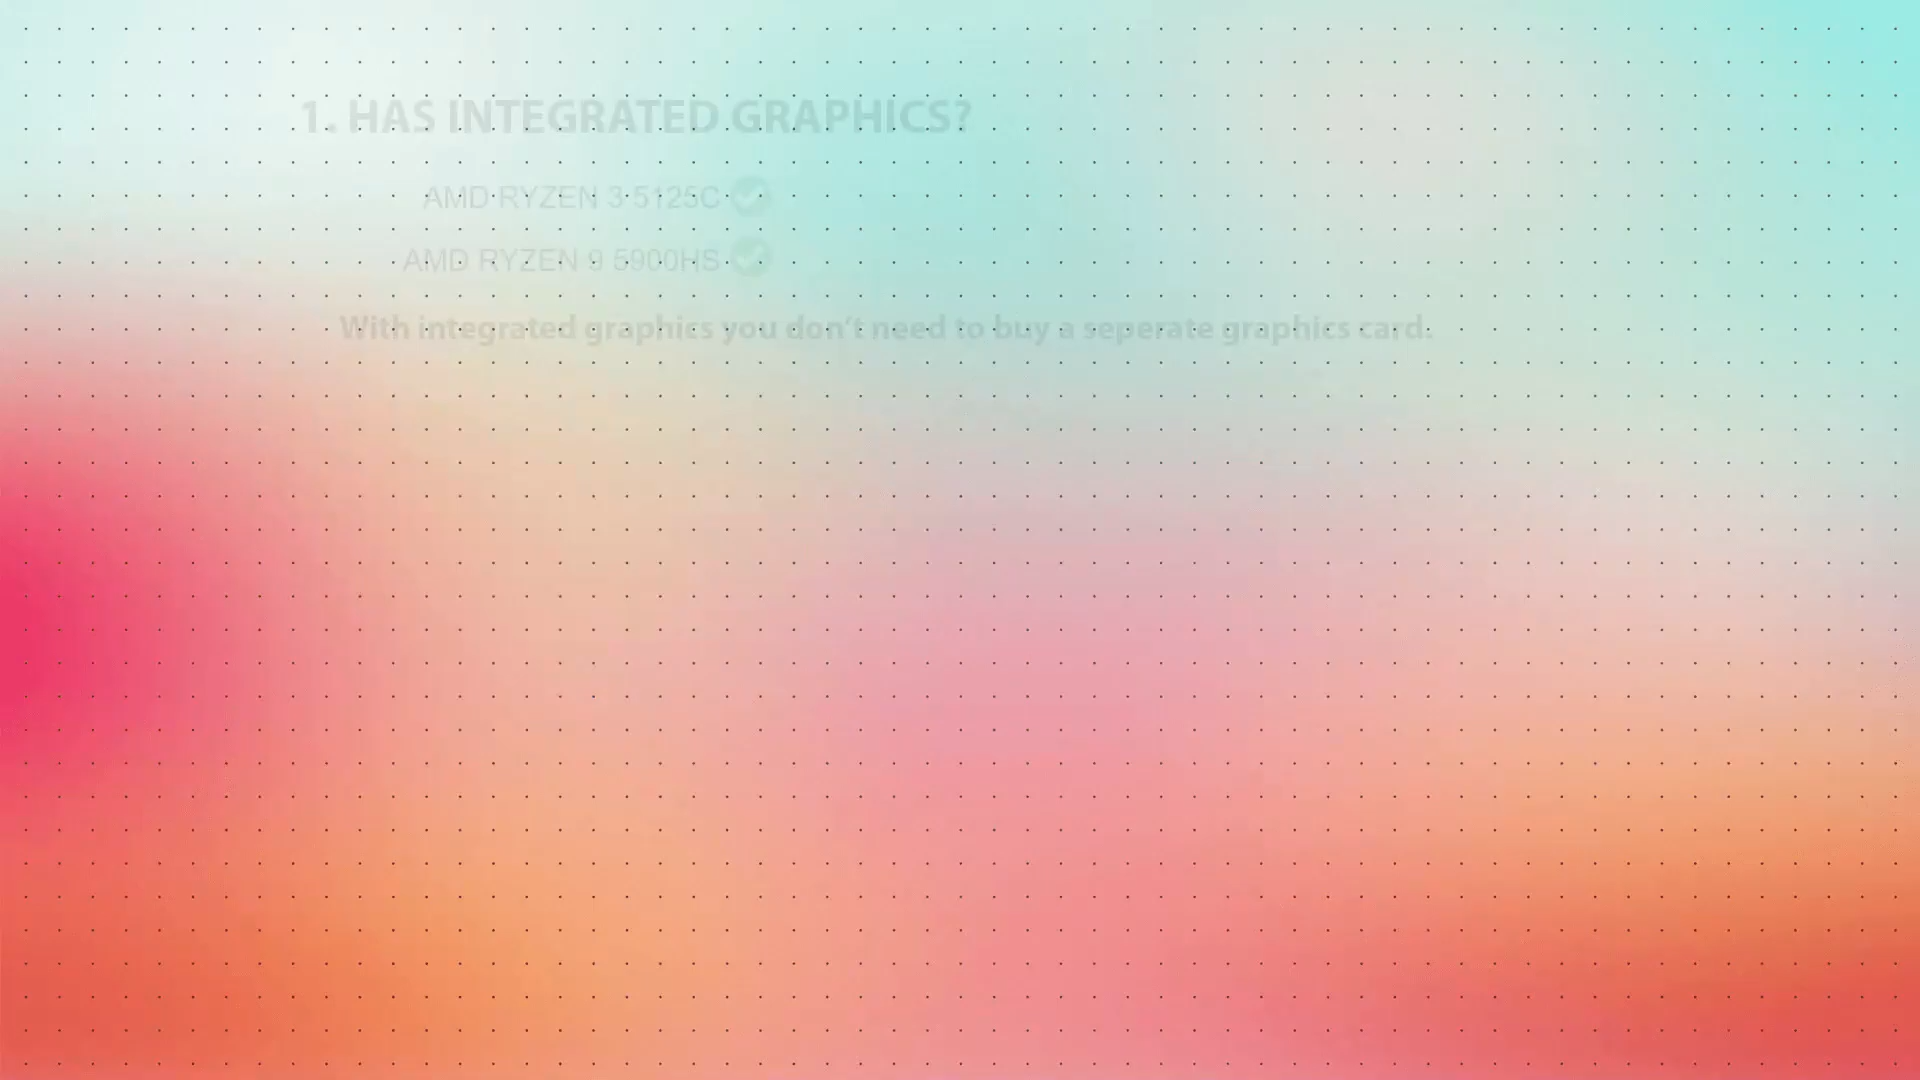 1. HAS INTEGRATED GRAPHICS?
AMD RYZEN 3 5125C
AMD RYZEN 9 5900HS
With integrated graphics you don't need to buy a seperate graphics card.